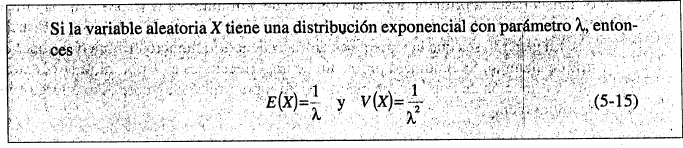 Si la variable aleatoria X tiene una distribución exponencial con parámetro λ, enton-
ces
E(X)=1/λ y V(X)=1/λ² (5-15)